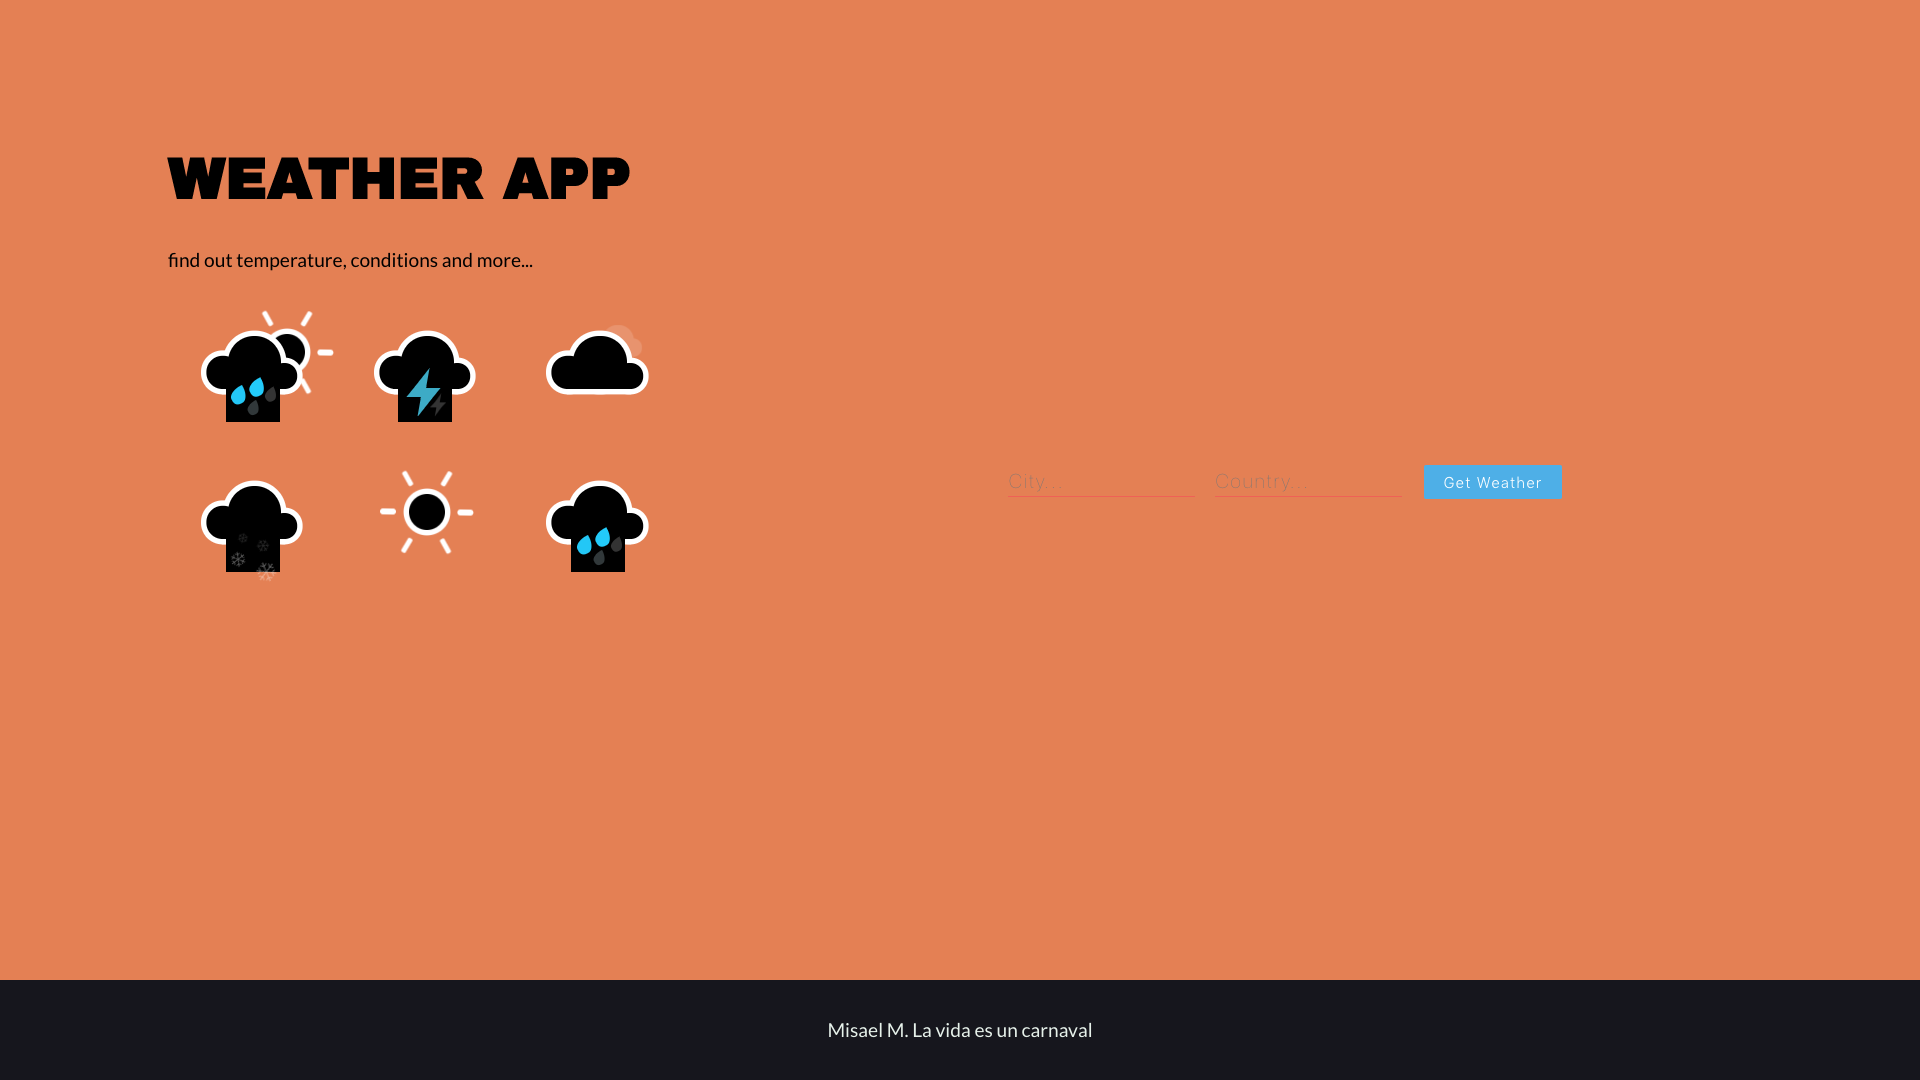 WEATHER APP
find out temperature, conditions and more...
City...
Country...
Get Weather
Misael M. La vida es un carnaval